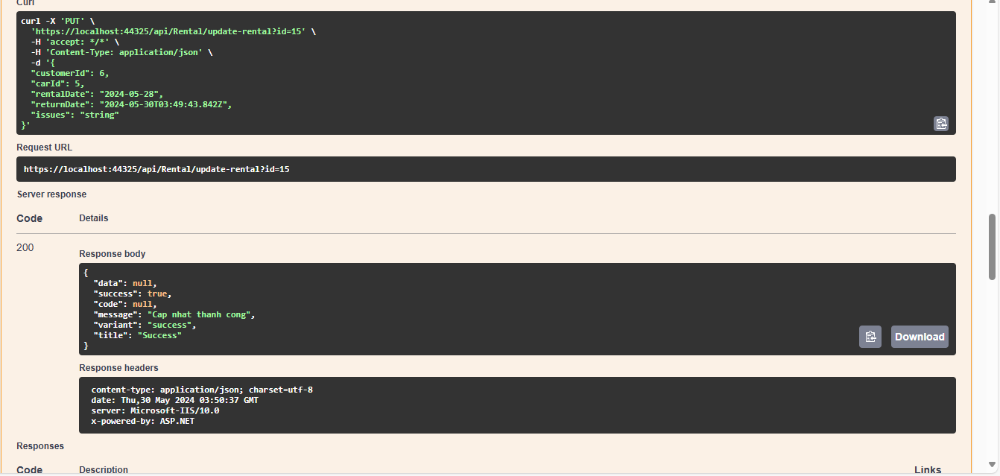 Curl
curl -X 'PUT' \
'https://localhost:44325/api/Rental/update-rental?id=15' \
-H 'accept: */*' \
-H 'Content-Type: application/json' \
-d '{
"customerId": 6,
"carId": 5,
"rentalDate": "2024-05-28",
"returnDate": "2024-05-30T03:49:43.842Z",
"issues": "string"
}'
Request URL
https://localhost:44325/api/Rental/update-rental?id=15
Server response
Code Details
200
Response body
{
"data": null,
"success": true,
"code": null,
"message": "Cap nhat thanh cong",
"variant": "success",
"title": "Success"
}
Download
Response headers
content-type: application/json; charset=utf-8
date: Thu,30 May 2024 03:50:37 GMT
server: Microsoft-IIS/10.0
x-powered-by: ASP.NET
Responses
Code Description Links